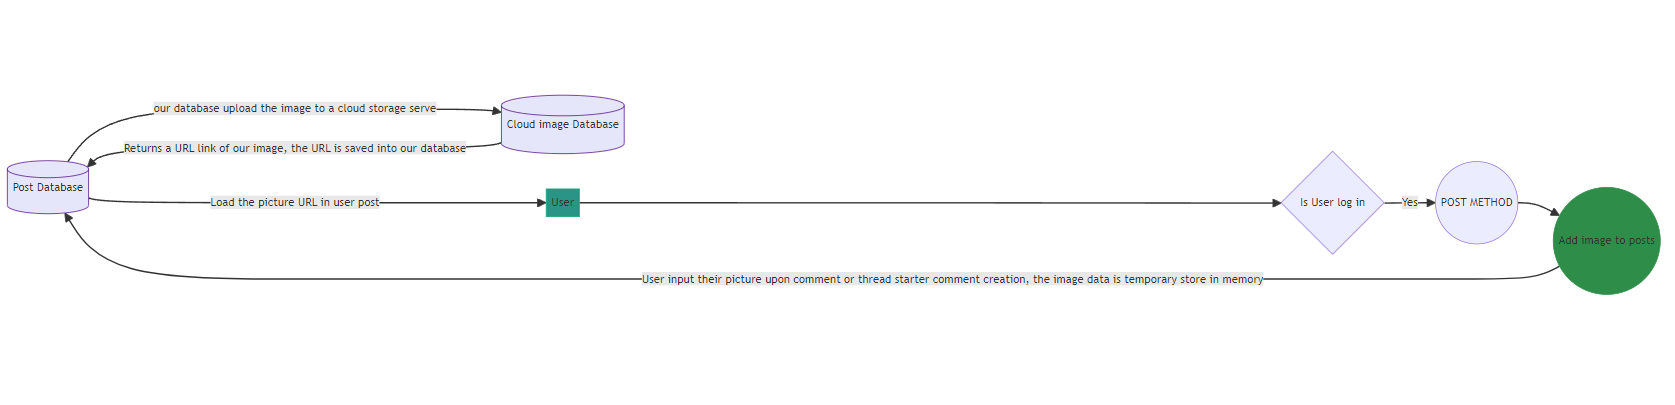 our database upload the image to a cloud storage serve
Cloud image Database
Returns a URL link of our image, the URL is saved into our database
Post Database
Load the picture URL in user post
User
Is User log in
Yes
POST METHOD
Add image to posts
User input their picture upon comment or thread starter comment creation, the image data is temporary store in memory